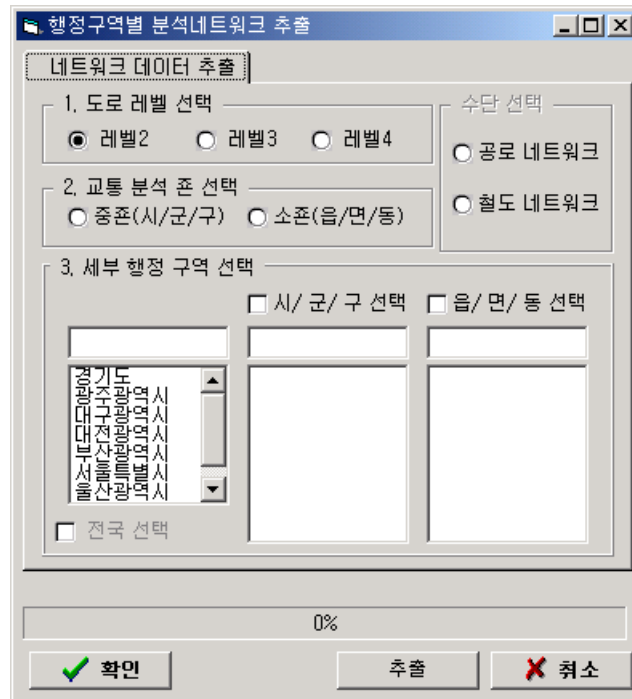 행정구역별 분석네트워크 추출
네트워크 데이터 추출
1. 도로 레벨 선택
레벨2 레벨3 레벨4
수단 선택
공로 네트워크
철도 네트워크
2. 교통 분석 죤 선택
중죤(시/군/구) 소죤(읍/면/동)
3. 세부 행정 구역 선택
시/ 군/ 구 선택 읍/ 면/ 동 선택
경기도
광주광역시
대구광역시
대전광역시
부산광역시
서울특별시
울산광역시
전국 선택
0%
확인 추출 취소